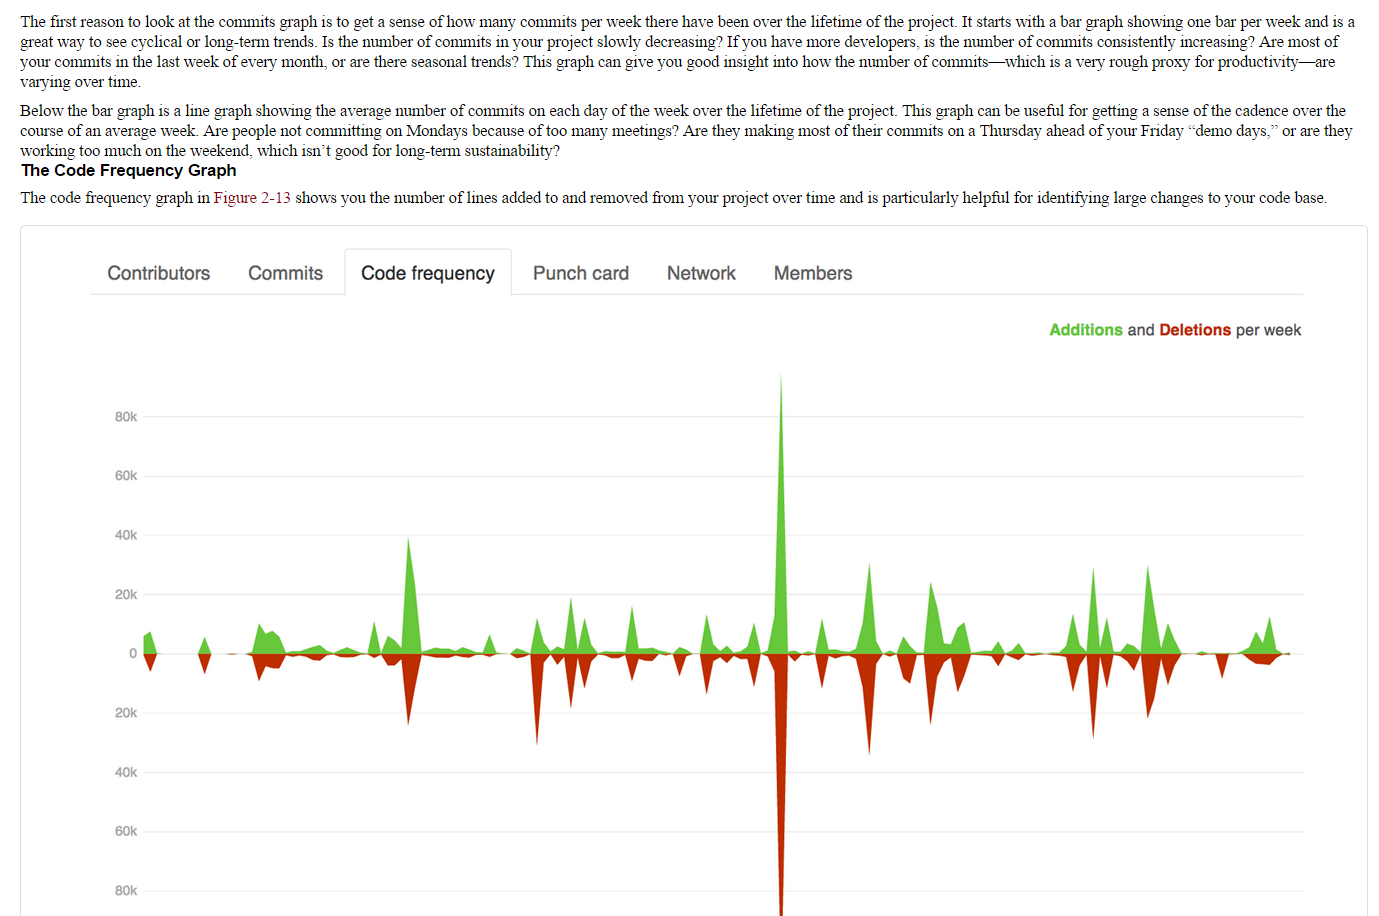 The first reason to look at the commits graph is to get a sense of how many commits per week there have been over the lifetime of the project. It starts with a bar graph showing one bar per week and is a
great way to see cyclical or long-term trends. Is the number of commits in your project slowly decreasing? If you have more developers, is the number of commits consistently increasing? Are most of
your commits in the last week of every month, or are there seasonal trends? This graph can give you good insight into how the number of commits—which is a very rough proxy for productivity—are
varying over time.
Below the bar graph is a line graph showing the average number of commits on each day of the week over the lifetime of the project. This graph can be useful for getting a sense of the cadence over the
course of an average week. Are people not committing on Mondays because of too many meetings? Are they making most of their commits on a Thursday ahead of your Friday “demo days,” or are they
working too much on the weekend, which isn’t good for long-term sustainability?
The Code Frequency Graph
The code frequency graph in Figure 2-13 shows you the number of lines added to and removed from your project over time and is particularly helpful for identifying large changes to your code base.
Contributors Commits Code frequency Punch card Network Members
Additions and Deletions per week
80k
60k
40k
20k
0
20k
40k
60k
80k